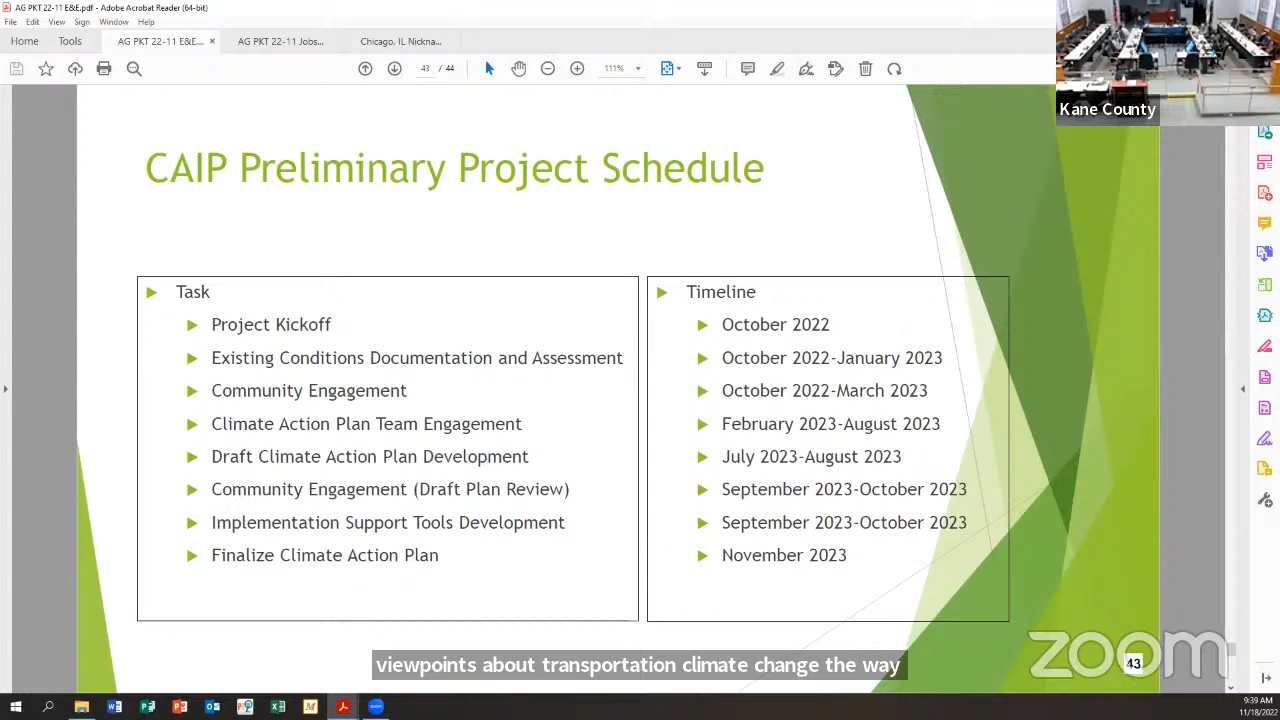 AG PKT 22-11 E&E.pdf - Adobe Acrobat Reader (64-bit)
File Edit View Sign Window Help
Home Tools AG PKT 22-11 E&E... × AG PKT 22-11 Jobs... Chicago, IL Nickna...
43 / 44 111%
Kane County
CAIP Preliminary Project Schedule
Task
Project Kickoff
Existing Conditions Documentation and Assessment
Community Engagement
Climate Action Plan Team Engagement
Draft Climate Action Plan Development
Community Engagement (Draft Plan Review)
Implementation Support Tools Development
Finalize Climate Action Plan
Timeline
October 2022
October 2022-January 2023
October 2022-March 2023
February 2023-August 2023
July 2023-August 2023
September 2023-October 2023
September 2023-October 2023
November 2023
viewpoints about transportation climate change the way
zoom
43
9:39 AM
11/18/2022